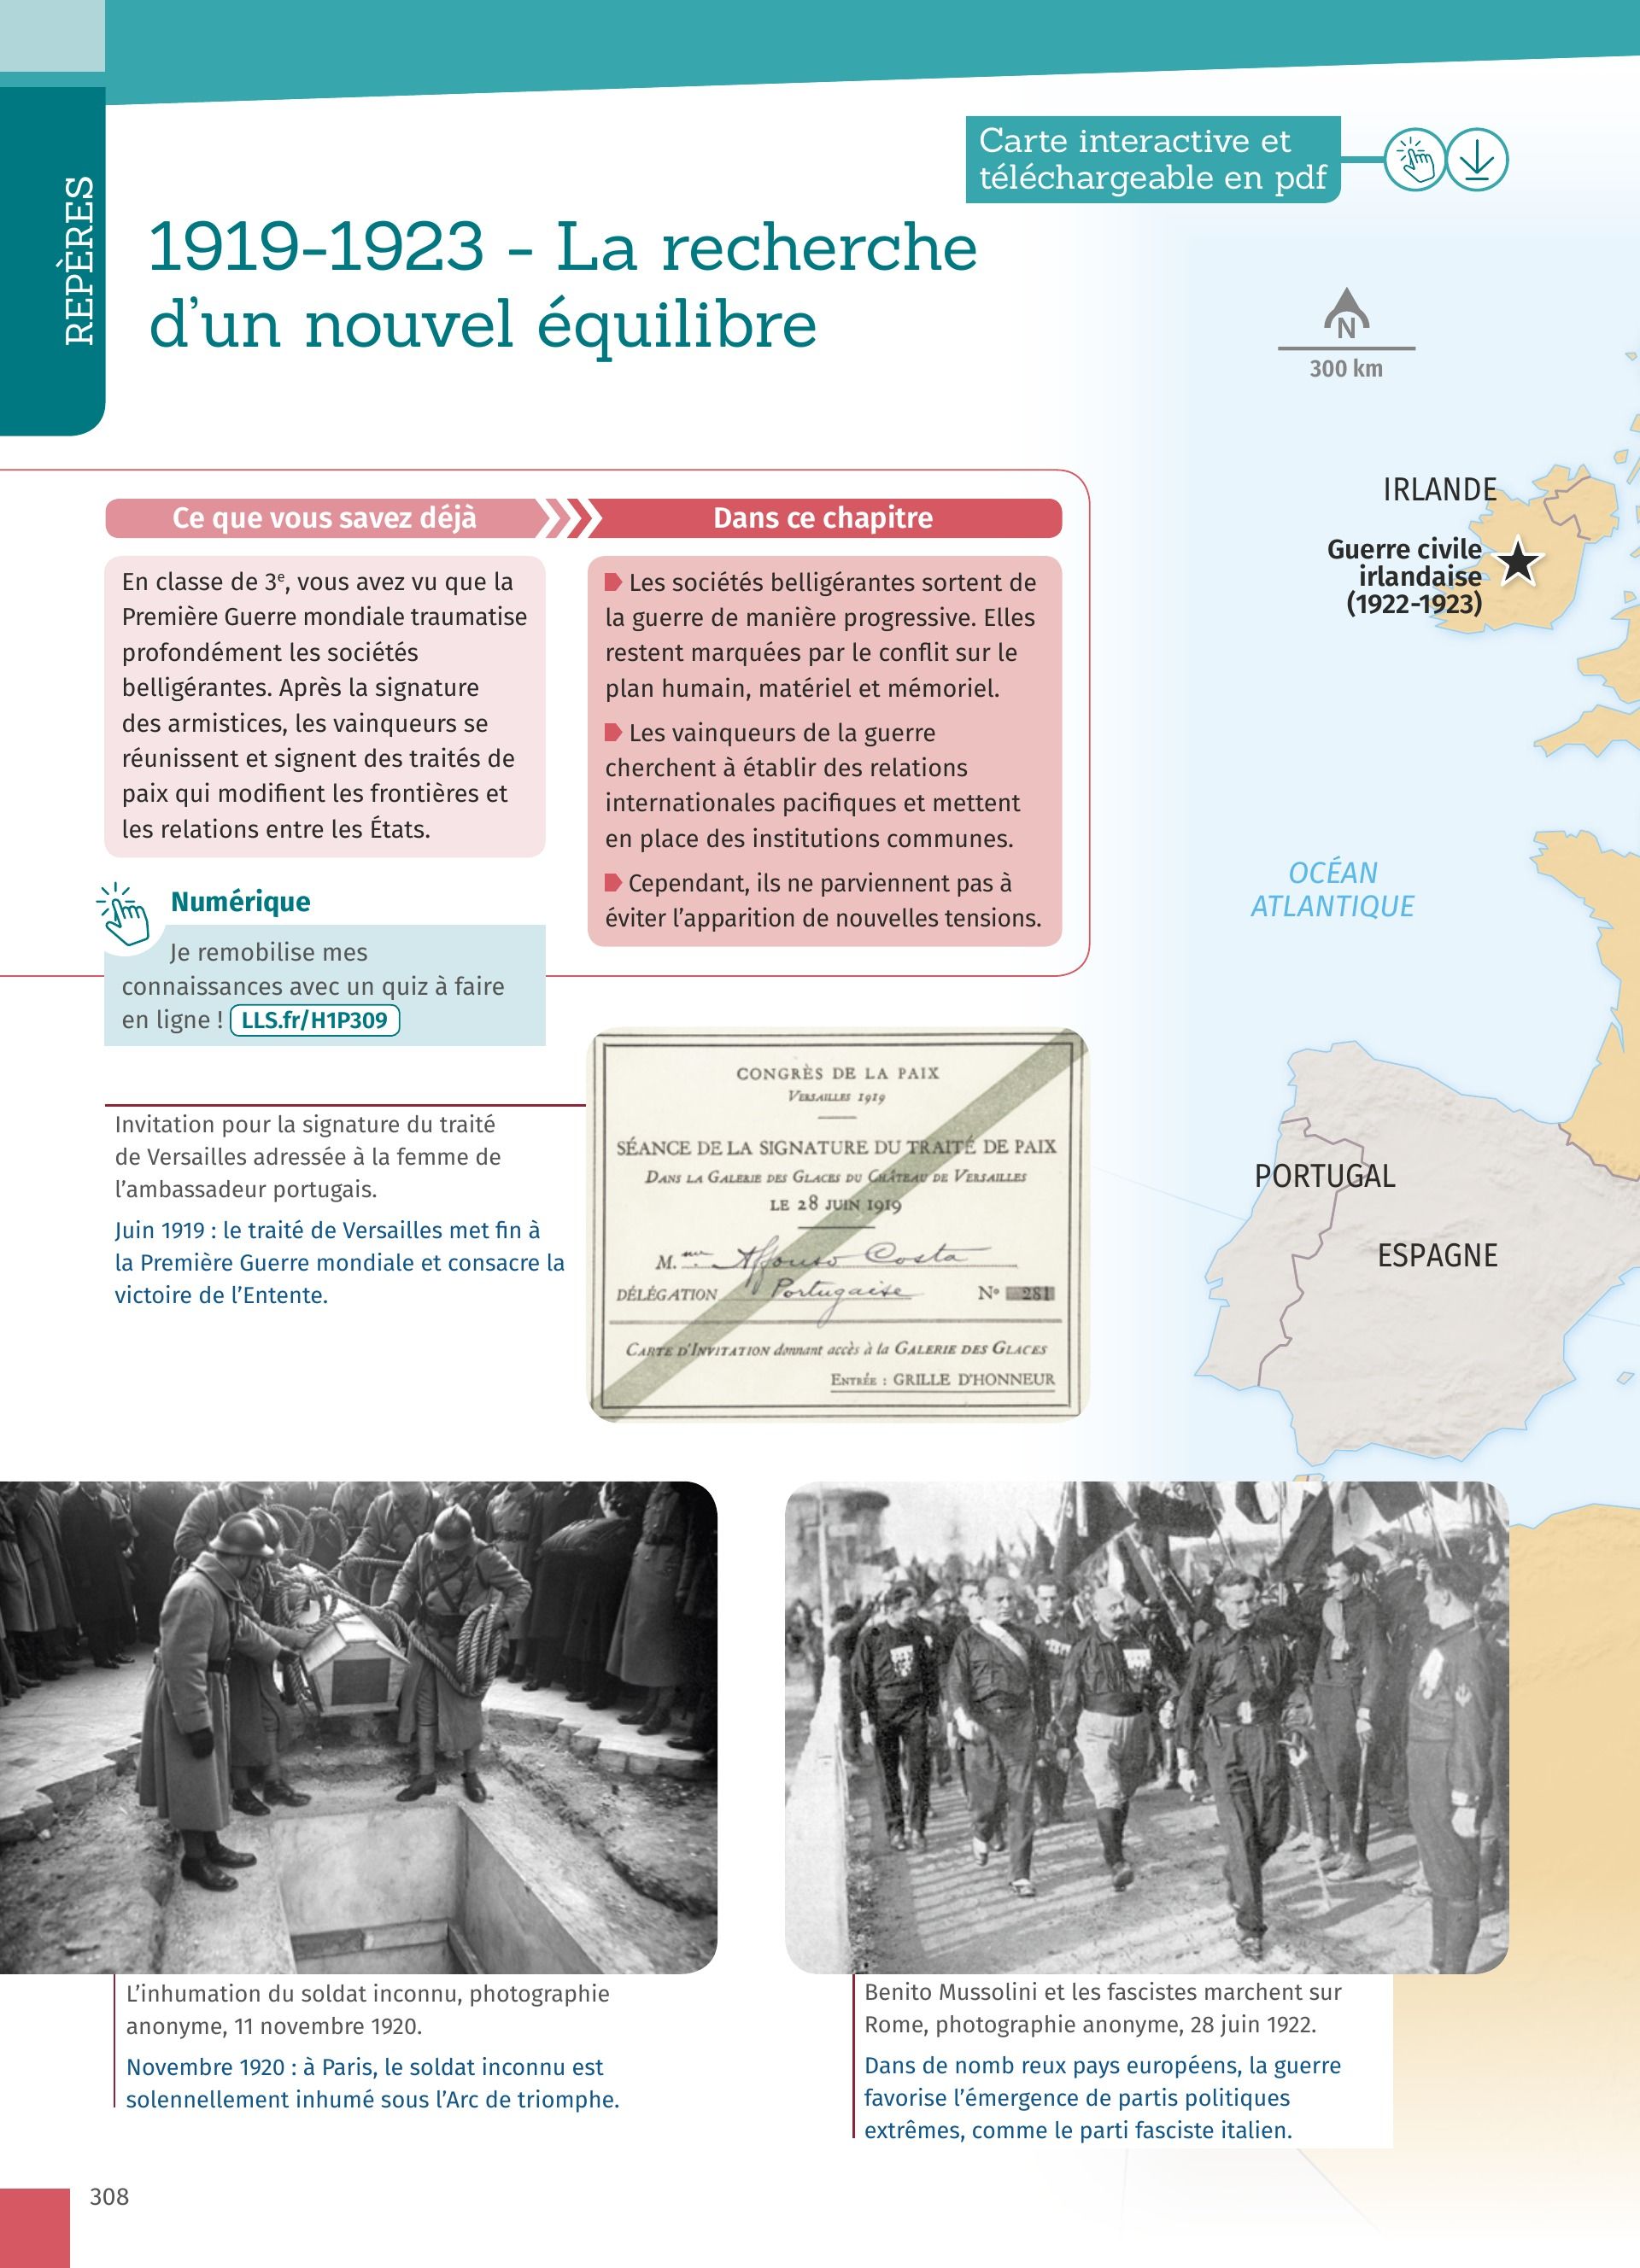 REPÈRES
Carte interactive et
téléchargeable en pdf
1919-1923 - La recherche
d'un nouvel équilibre
N
300 km
Ce que vous savez déjà
En classe de 3e, vous avez vu que la
Première Guerre mondiale traumatise
profondément les sociétés
belligérantes. Après la signature
des armistices, les vainqueurs se
réunissent et signent des traités de
paix qui modifient les frontières et
les relations entre les États.
Dans ce chapitre
Les sociétés belligérantes sortent de
la guerre de manière progressive. Elles
restent marquées par le conflit sur le
plan humain, matériel et mémoriel.
Les vainqueurs de la guerre
cherchent à établir des relations
internationales pacifiques et mettent
en place des institutions communes.
Cependant, ils ne parviennent pas à
éviter l'apparition de nouvelles tensions.
Numérique
Je remobilise mes
connaissances avec un quiz à faire
en ligne ! LLS.fr/H1P309
IRLANDE
Guerre civile
irlandaise
(1922-1923)
OCÉAN
ATLANTIQUE
PORTUGAL
ESPAGNE
Invitation pour la signature du traité
de Versailles adressée à la femme de
l'ambassadeur portugais.
Juin 1919 : le traité de Versailles met fin à
la Première Guerre mondiale et consacre la
victoire de l'Entente.
CONGRÈS DE LA PAIX
VERSAILLES 1919
SÉANCE DE LA SIGNATURE DU TRAITÉ DE PAIX
DANS LA GALERIE DES GLACES DU CHÂTEAU DE VERSAILLES
LE 28 JUIN 1919
M.me Affonso Costa
DÉLÉGATION Portugaise No 281
CARTE D'INVITATION donnant accès à la GALERIE DES GLACES
ENTRÉE : GRILLE D'HONNEUR
L'inhumation du soldat inconnu, photographie
anonyme, 11 novembre 1920.
Novembre 1920 : à Paris, le soldat inconnu est
solennellement inhumé sous l'Arc de triomphe.
Benito Mussolini et les fascistes marchent sur
Rome, photographie anonyme, 28 juin 1922.
Dans de nomb reux pays européens, la guerre
favorise l'émergence de partis politiques
extrêmes, comme le parti fasciste italien.
308